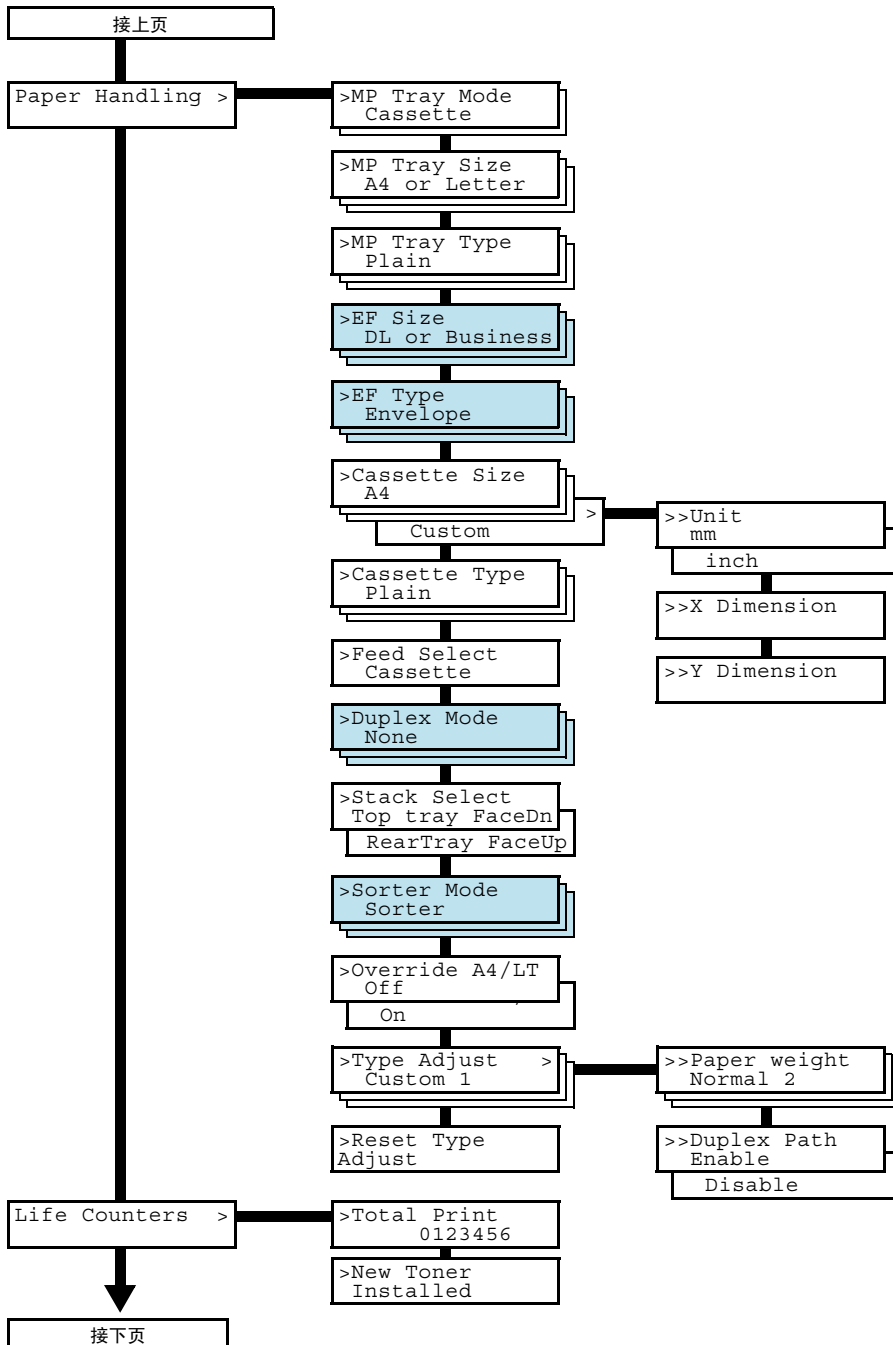 接上页
Paper Handling >
>MP Tray Mode
Cassette
>MP Tray Size
A4 or Letter
>MP Tray Type
Plain
>EF Size
DL or Business
>EF Type
Envelope
>Cassette Size
A4
>
Custom
>>Unit
mm
inch
>>X Dimension
>>Y Dimension
>Cassette Type
Plain
>Feed Select
Cassette
>Duplex Mode
None
>Stack Select
Top tray FaceDn
RearTray FaceUp
>Sorter Mode
Sorter
>Override A4/LT
Off
On
>Type Adjust >
Custom 1
>>Paper weight
Normal 2
>>Duplex Path
Enable
Disable
>Reset Type
Adjust
Life Counters >
>Total Print
0123456
>New Toner
Installed
接下页